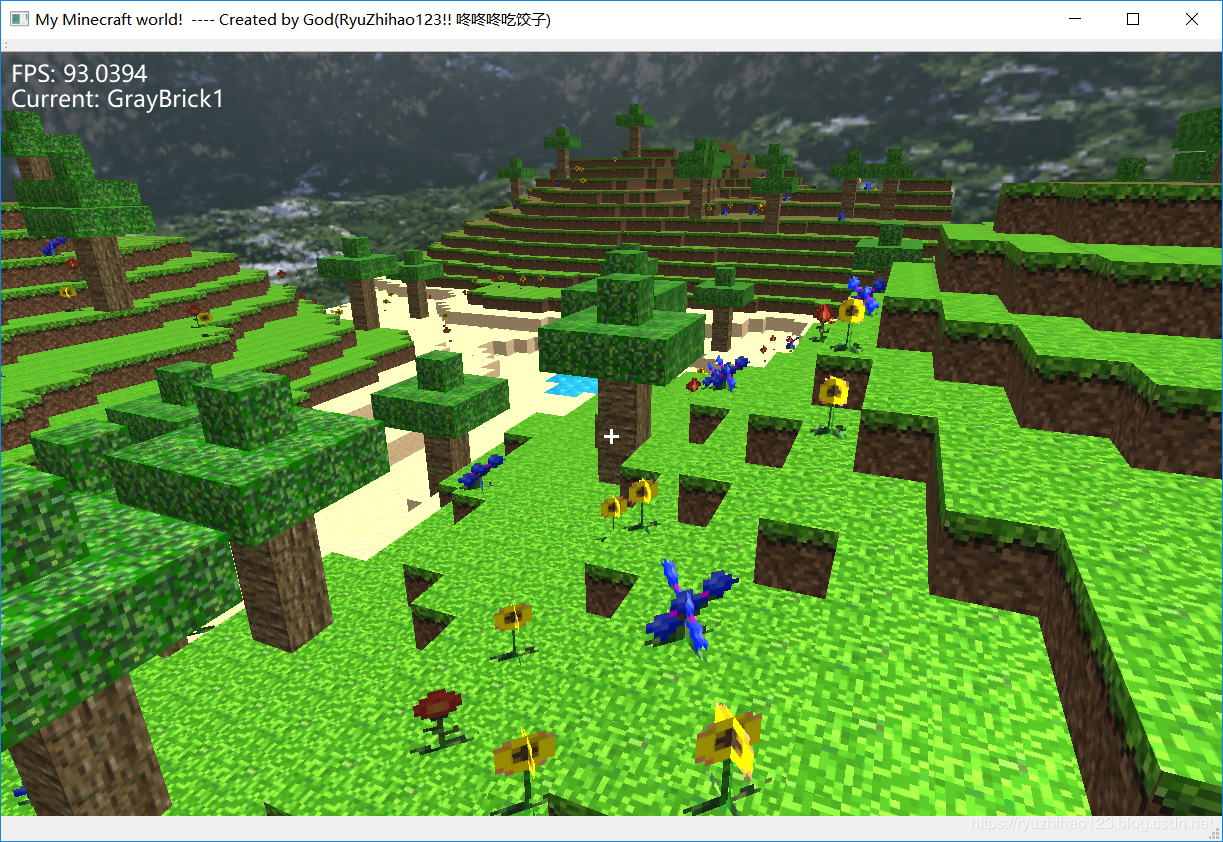 My Minecraft world!  ---- Created by God(RyuZhihao123!! 咚咚咚吃饺子)
FPS: 93.0394
Current: GrayBrick1
https://ryuzhihao123.blog.csdn.net